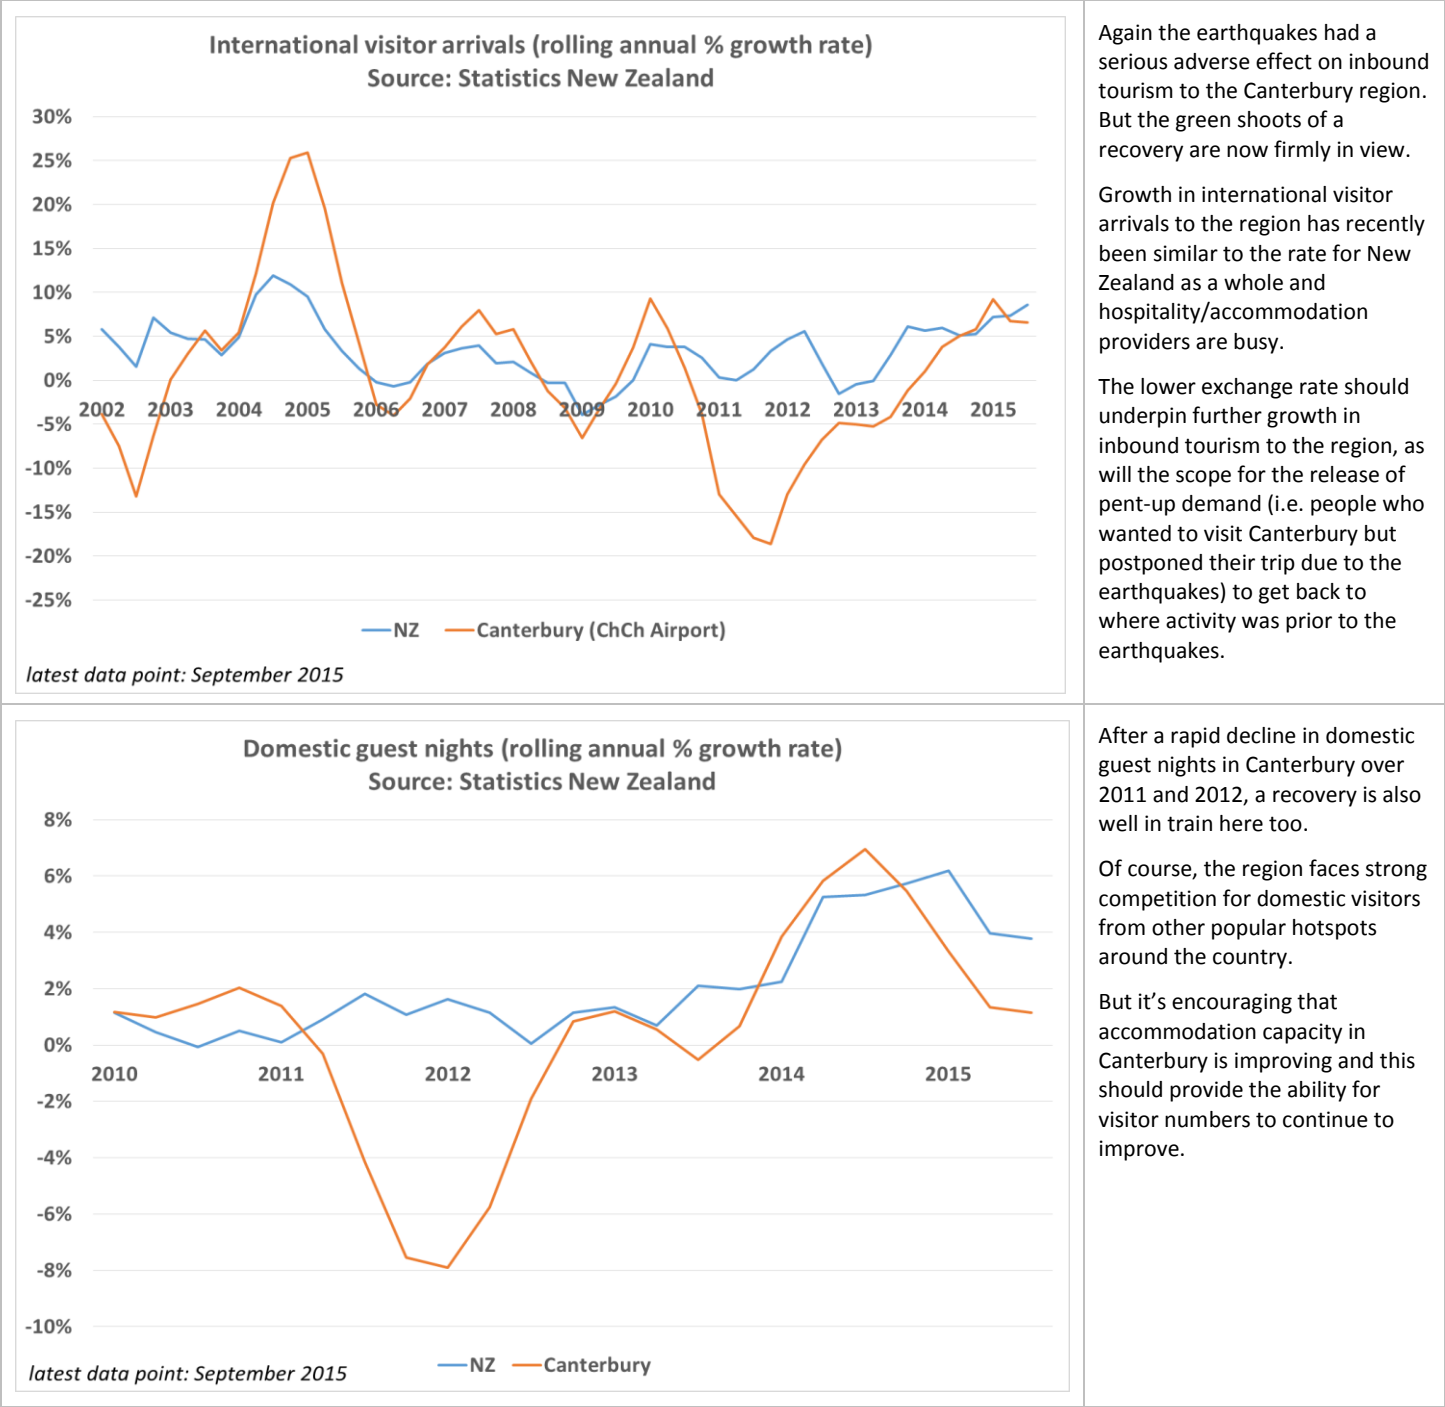 International visitor arrivals (rolling annual % growth rate)
Source: Statistics New Zealand
30%
25%
20%
15%
10%
5%
0%
2002 2003 2004 2005 2006 2007 2008 2009 2010 2011 2012 2013 2014 2015
-5%
-10%
-15%
-20%
-25%
NZ Canterbury (ChCh Airport)
latest data point: September 2015
Again the earthquakes had a
serious adverse effect on inbound
tourism to the Canterbury region.
But the green shoots of a
recovery are now firmly in view.
Growth in international visitor
arrivals to the region has recently
been similar to the rate for New
Zealand as a whole and
hospitality/accommodation
providers are busy.
The lower exchange rate should
underpin further growth in
inbound tourism to the region, as
will the scope for the release of
pent-up demand (i.e. people who
wanted to visit Canterbury but
postponed their trip due to the
earthquakes) to get back to
where activity was prior to the
earthquakes.
Domestic guest nights (rolling annual % growth rate)
Source: Statistics New Zealand
8%
6%
4%
2%
0%
2010 2011 2012 2013 2014 2015
-2%
-4%
-6%
-8%
-10%
NZ Canterbury
latest data point: September 2015
After a rapid decline in domestic
guest nights in Canterbury over
2011 and 2012, a recovery is also
well in train here too.
Of course, the region faces strong
competition for domestic visitors
from other popular hotspots
around the country.
But it’s encouraging that
accommodation capacity in
Canterbury is improving and this
should provide the ability for
visitor numbers to continue to
improve.